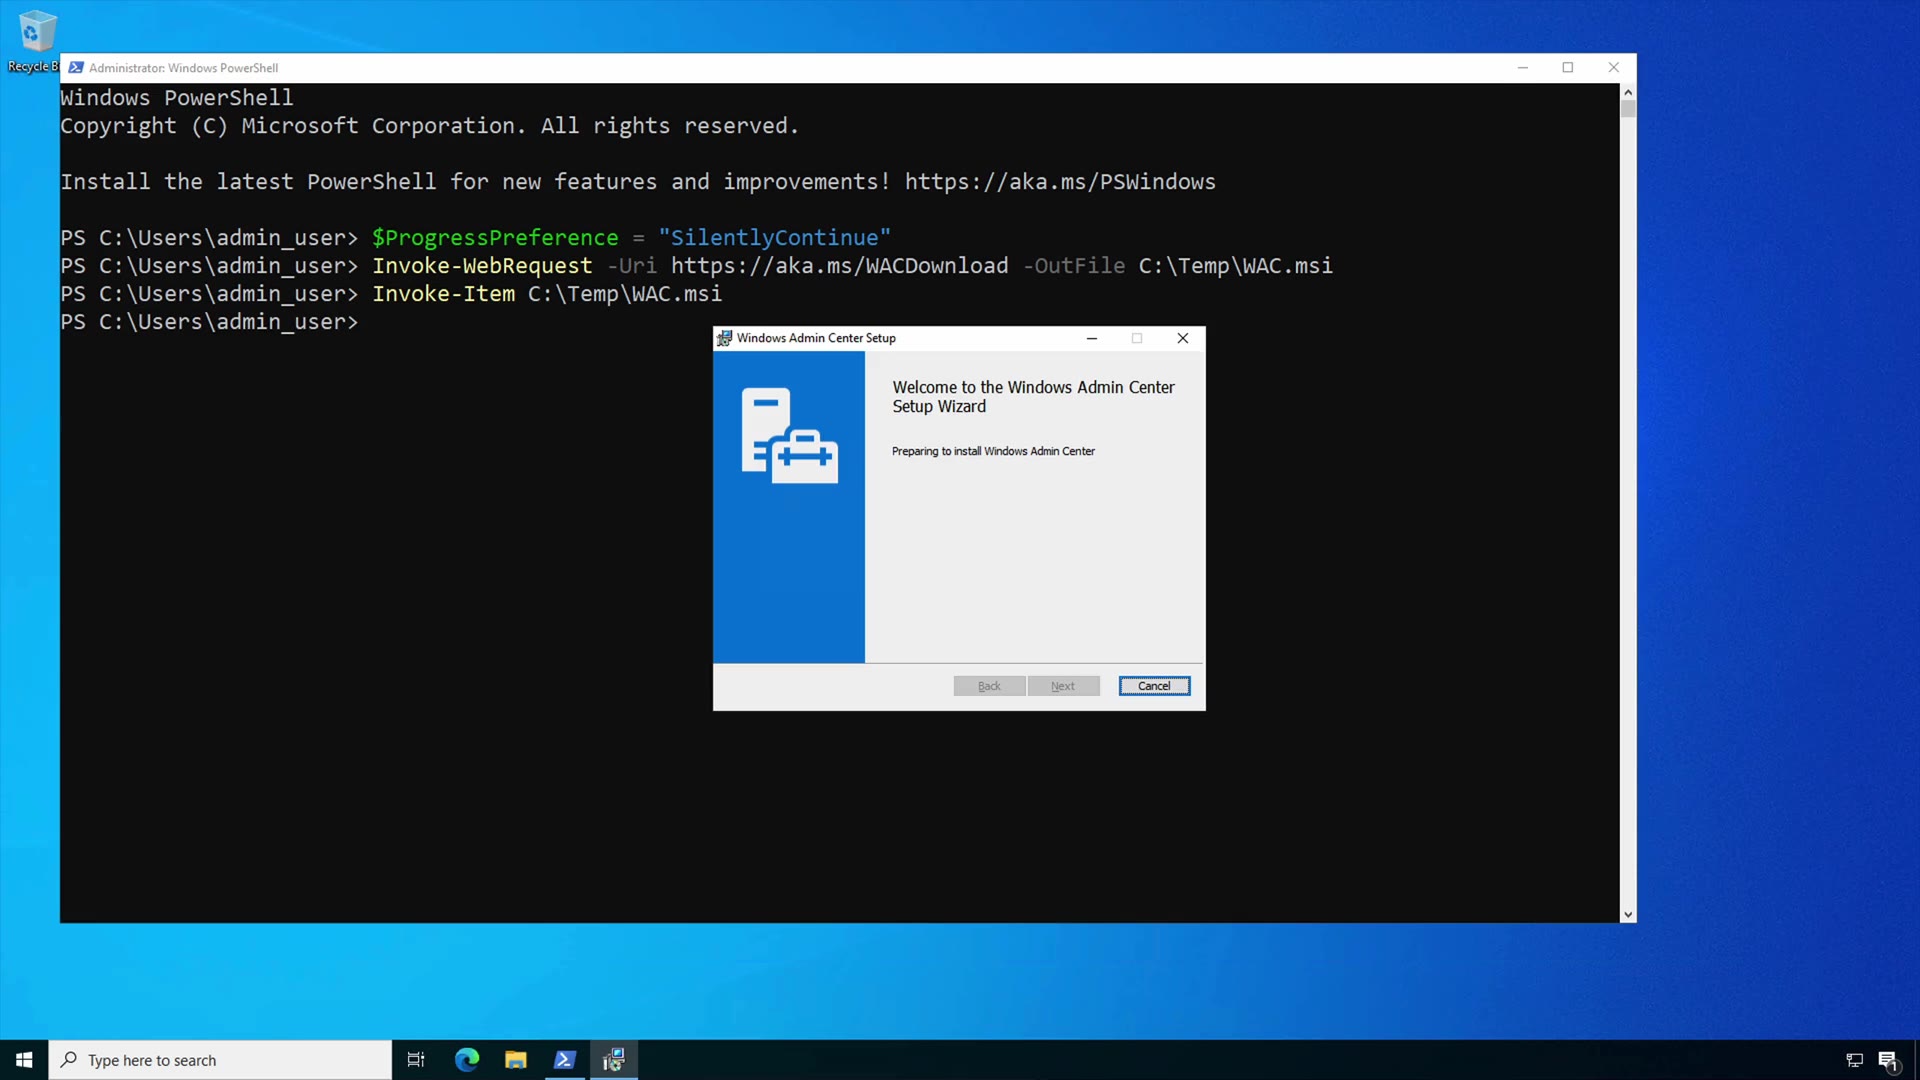 Recycle B
Administrator: Windows PowerShell
Windows PowerShell
Copyright (C) Microsoft Corporation. All rights reserved.
Install the latest PowerShell for new features and improvements! https://aka.ms/PSWindows
PS C:\Users\admin_user> $ProgressPreference = "SilentlyContinue"
PS C:\Users\admin_user> Invoke-WebRequest -Uri https://aka.ms/WACDownload -OutFile C:\Temp\WAC.msi
PS C:\Users\admin_user> Invoke-Item C:\Temp\WAC.msi
PS C:\Users\admin_user>
Windows Admin Center Setup
Welcome to the Windows Admin Center
Setup Wizard
Preparing to install Windows Admin Center
Back Next Cancel
Type here to search
1